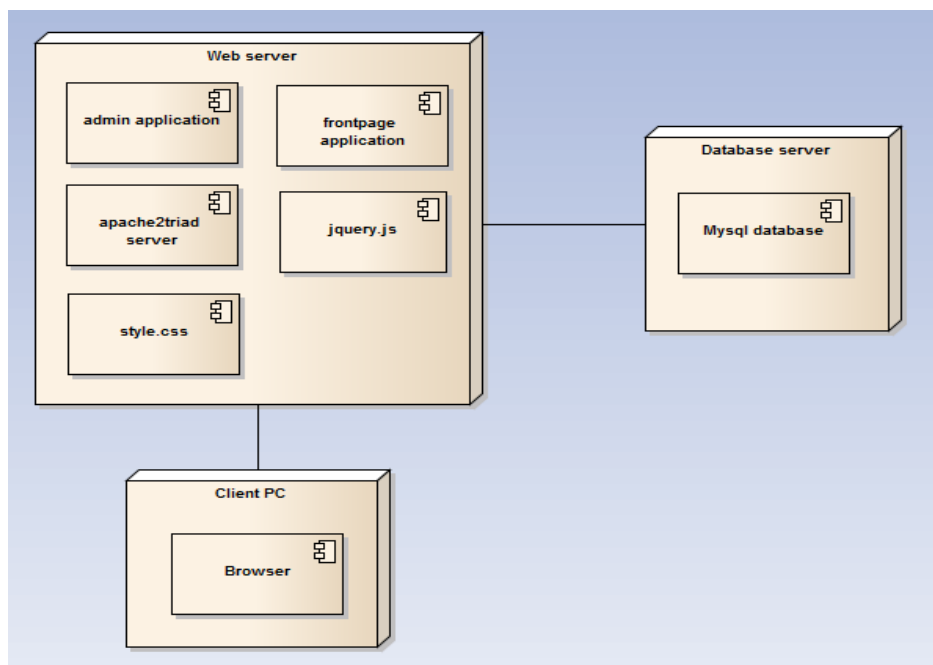 Web server
admin application
frontpage
application
apache2triad
server
jquery.js
style.css
Database server
Mysql database
Client PC
Browser